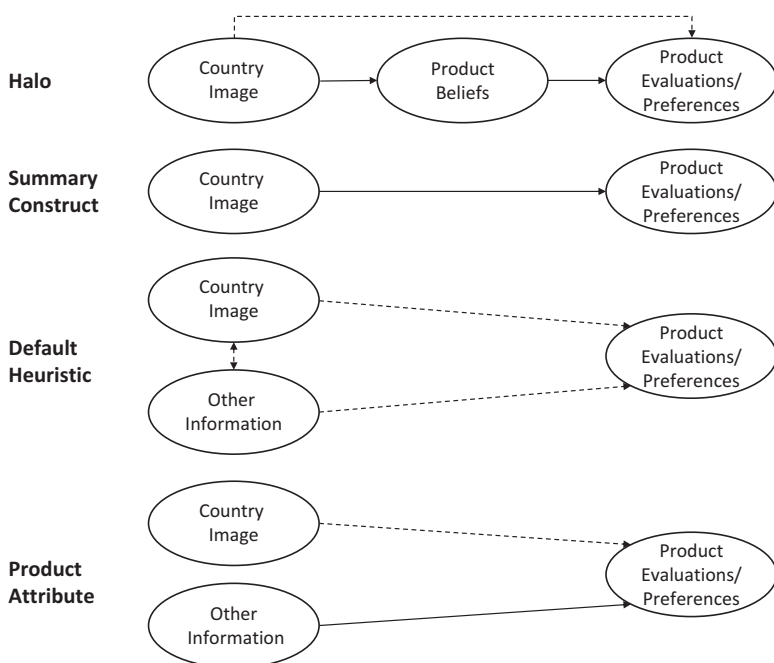 Halo
Country
Image
Product
Beliefs
Product
Evaluations/
Preferences
Summary
Construct
Country
Image
Product
Evaluations/
Preferences
Default
Heuristic
Country
Image
Other
Information
Product
Evaluations/
Preferences
Product
Attribute
Country
Image
Other
Information
Product
Evaluations/
Preferences